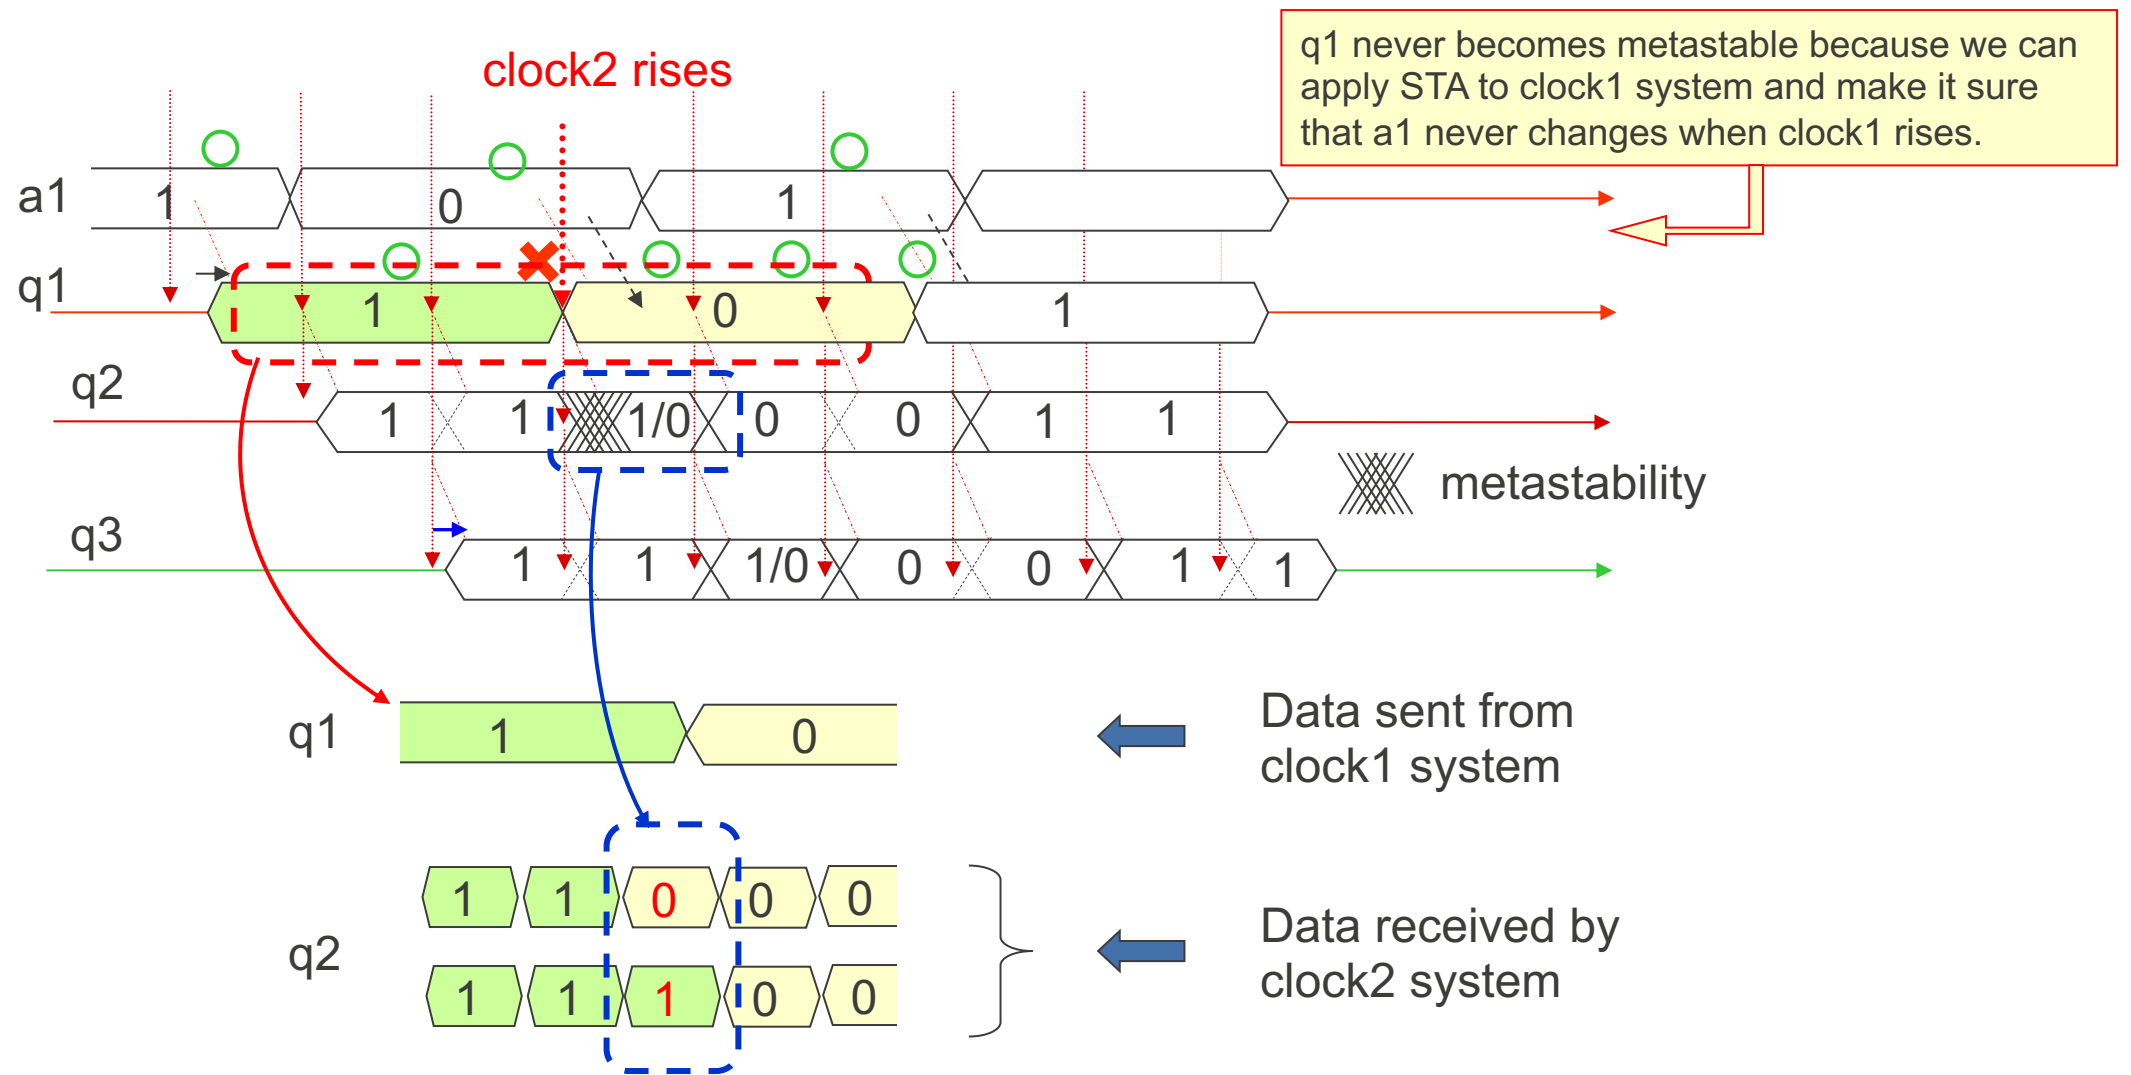 clock2 rises
q1 never becomes metastable because we can
apply STA to clock1 system and make it sure
that a1 never changes when clock1 rises.
a1 1 0 1
q1 1 0 1
q2 1 1 1/0 0 0 1 1
metastability
q3 1 1 1/0 0 0 1 1
q1 1 0
Data sent from
clock1 system
1 1 0 0 0
q2
1 1 1 0 0
Data received by
clock2 system